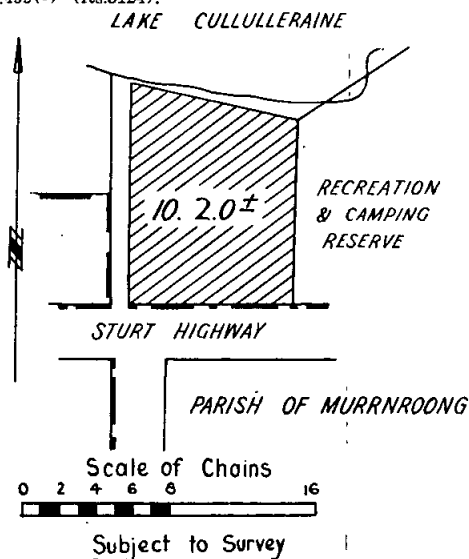 LAKE CULLULLERAINE
10. 2. 0±
RECREATION
& CAMPING
RESERVE
STURT HIGHWAY
PARISH OF MURRNROONG
Scale of Chains
0 2 4 6 8 16
Subject to Survey